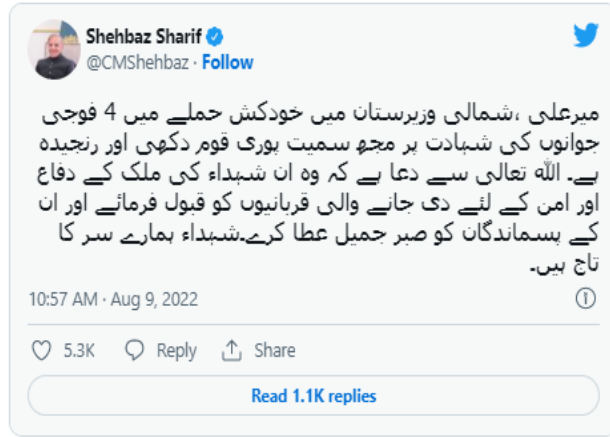 Shehbaz Sharif
@CMShehbaz · Follow
میرعلی ،شمالی وزیرستان میں خودکش حملے میں 4 فوجی
جوانوں کی شہادت پر مجھ سمیت پوری قوم دکھی اور رنجیدہ
ہے۔ اللہ تعالی سے دعا ہے کہ وہ ان شہداء کی ملک کے دفاع
اور امن کے لئے دی جانے والی قربانیوں کو قبول فرمائے اور ان
کے پسماندگان کو صبر جمیل عطا کرے۔شہداء ہمارے سر کا
تاج ہیں۔
10:57 AM · Aug 9, 2022
5.3K Reply Share
Read 1.1K replies